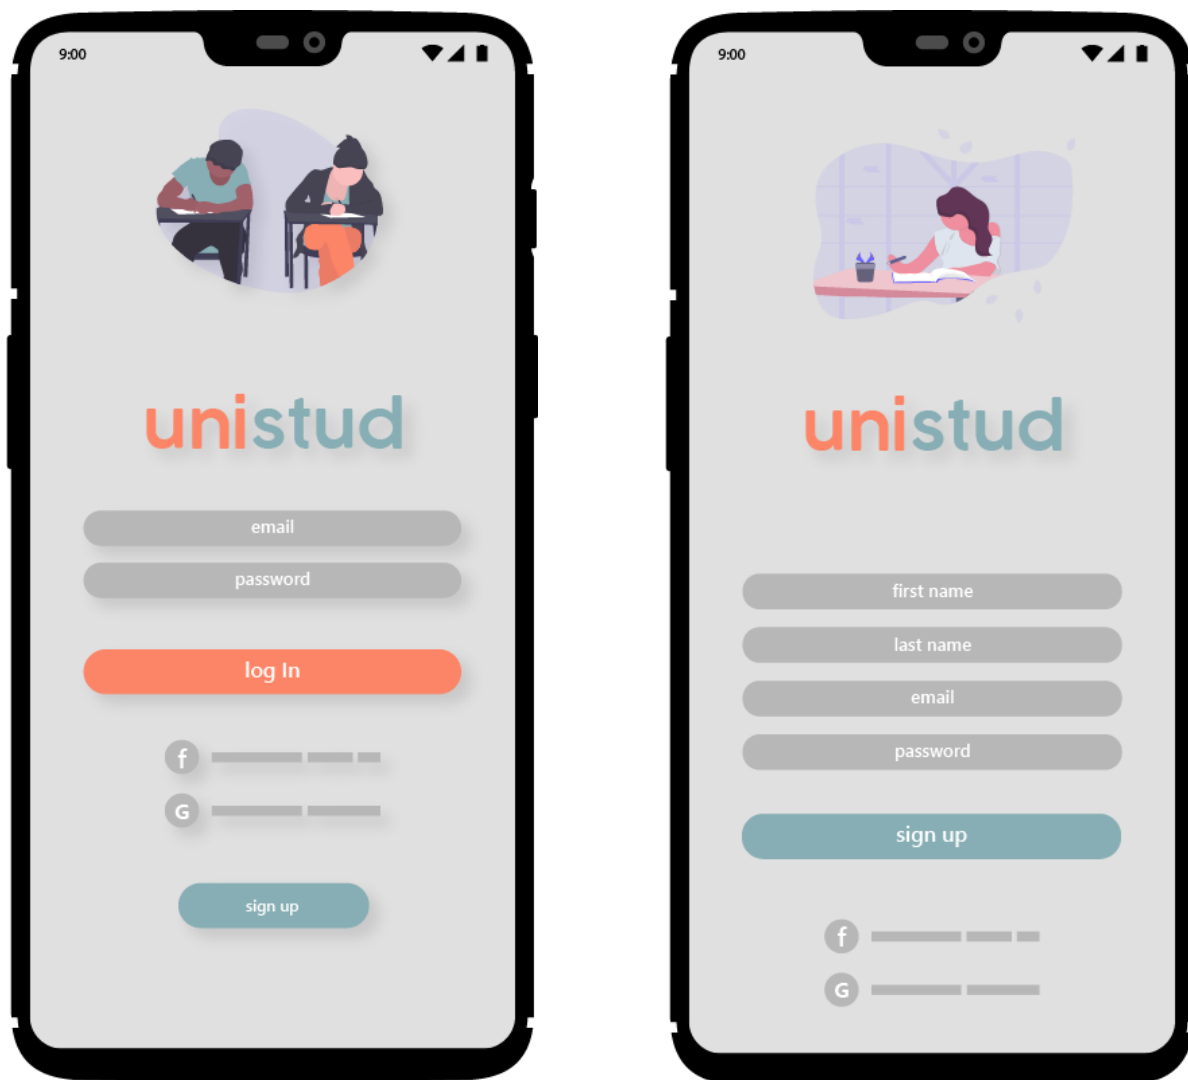 9:00
unistud
email
password
log In
f
G
sign up
9:00
unistud
first name
last name
email
password
sign up
f
G